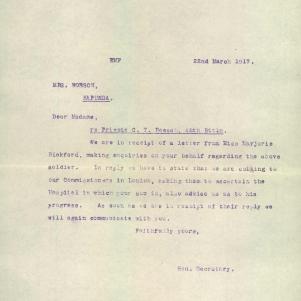 EMP 22nd March 1917.
MRS.
KAPUNDA.
Dear Madame,
re Private C. T. 44th Bttn.
We are in receipt of a letter from Miss Marjorie
Bickford, making enquiries on your behalf regarding the above
soldier. In reply we have to state that we are cabling to
our Commissioners in London, asking them to ascertain the
Hospital in which your son is, also advise us as to his
progress. As soon as we are in receipt of their reply we
will again communicate with you.
Faithfully yours,
Hon. Secretary.